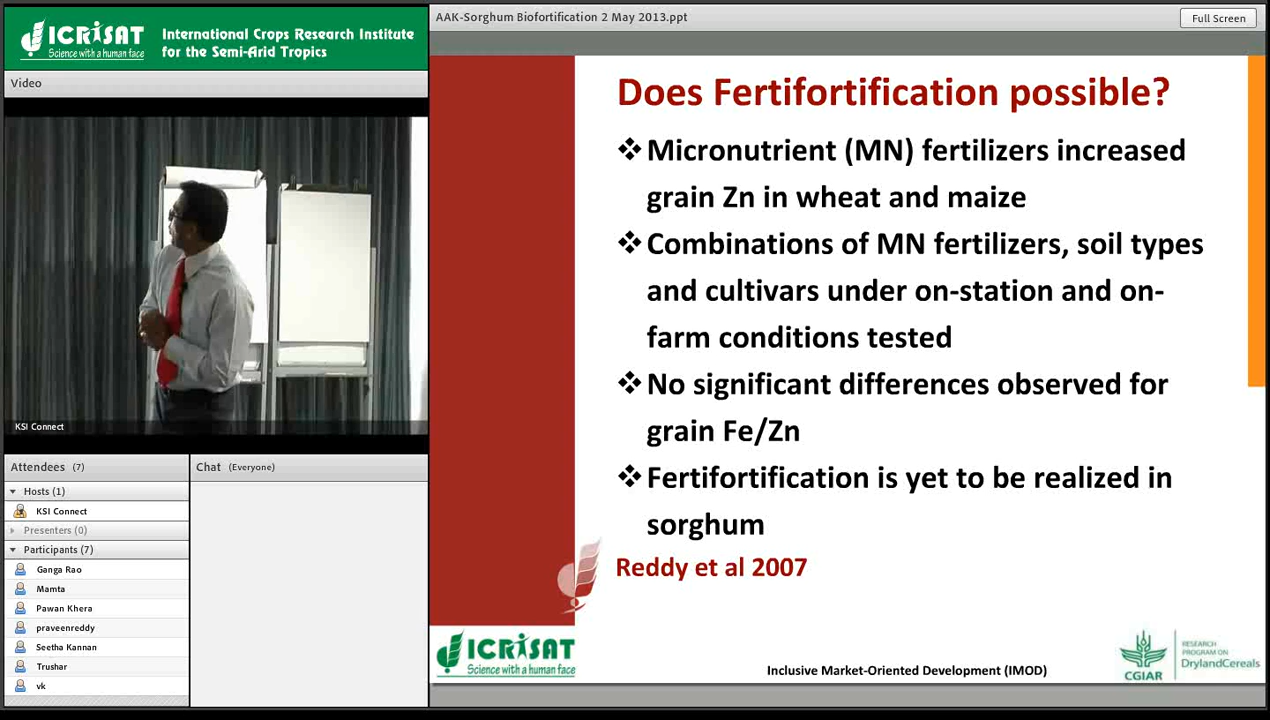 ICRISAT
Science with a human face
International Crops Research Institute
for the Semi-Arid Tropics
Video
KSI Connect
Attendees (7)
Hosts (1)
KSI Connect
Presenters (0)
Participants (7)
Ganga Rao
Mamta
Pawan Khera
praveenreddy
Seetha Kannan
Trushar
vk
Chat (Everyone)
AAK-Sorghum Biofortification 2 May 2013.ppt
Full Screen
Does Fertifortification possible?
❖Micronutrient (MN) fertilizers increased
grain Zn in wheat and maize
❖Combinations of MN fertilizers, soil types
and cultivars under on-station and on-
farm conditions tested
❖No significant differences observed for
grain Fe/Zn
❖Fertifortification is yet to be realized in
sorghum
Reddy et al 2007
ICRISAT
Science with a human face
Inclusive Market-Oriented Development (IMOD)
CGIAR
RESEARCH
PROGRAM ON
DrylandCereals